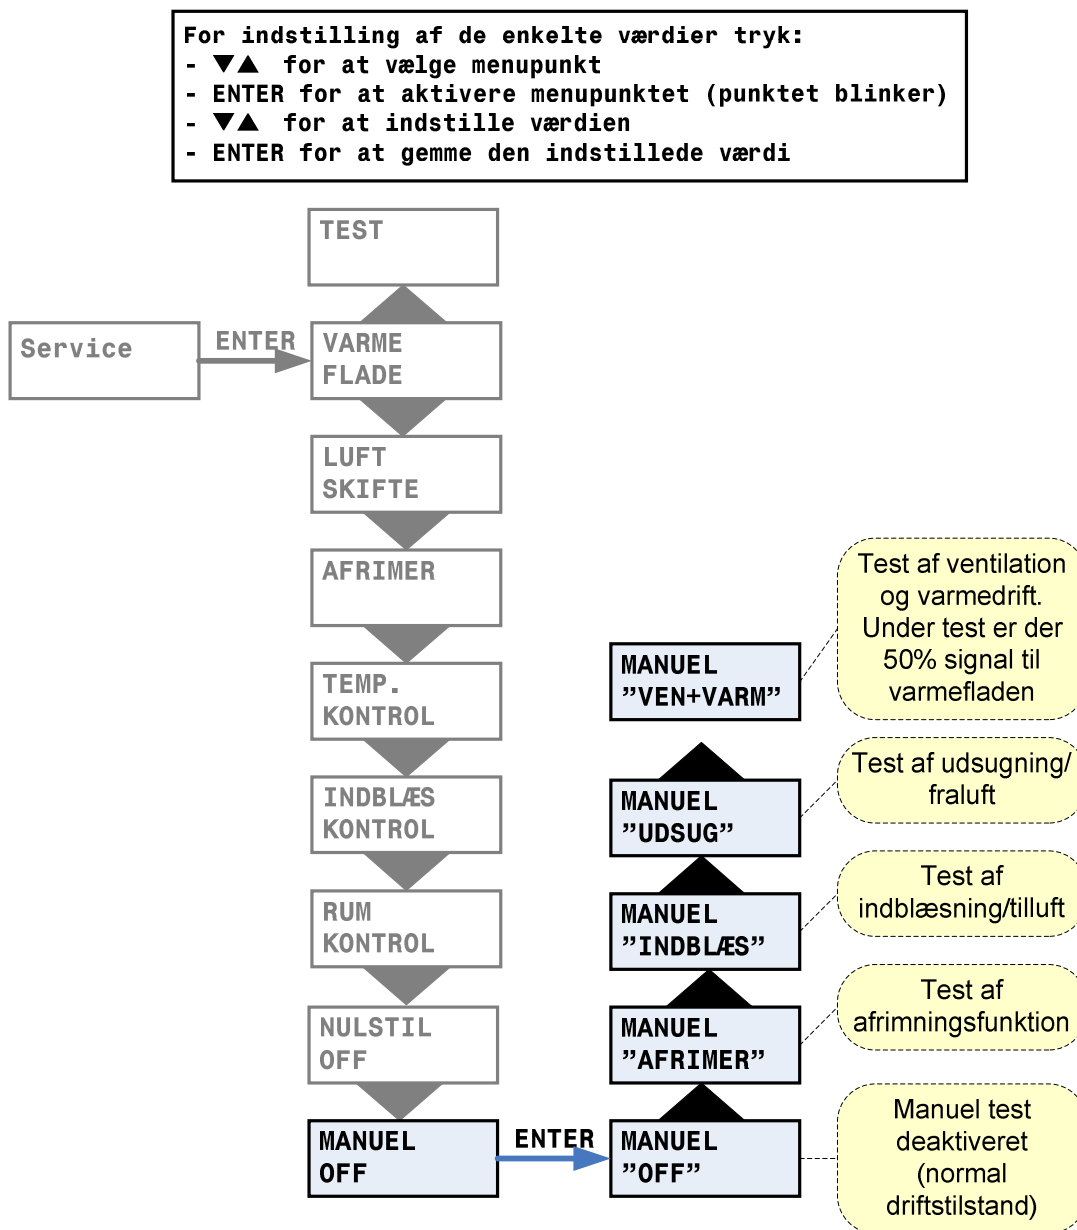 For indstilling af de enkelte værdier tryk:
- ▼▲ for at vælge menupunkt
- ENTER for at aktivere menupunktet (punktet blinker)
- ▼▲ for at indstille værdien
- ENTER for at gemme den indstillede værdi
TEST
Service
ENTER
VARME
FLADE
LUFT
SKIFTE
AFRIMER
TEMP.
KONTROL
INDBLÆS
KONTROL
RUM
KONTROL
NULSTIL
OFF
MANUEL
OFF
ENTER
MANUEL
”VEN+VARM”
Test af ventilation
og varmedrift.
Under test er der
50% signal til
varmefladen
MANUEL
”UDSUG”
Test af udsugning/
fraluft
MANUEL
”INDBLÆS”
Test af
indblæsning/tilluft
MANUEL
”AFRIMER”
Test af
afrimningsfunktion
MANUEL
”OFF”
Manuel test
deaktiveret
(normal
driftstilstand)